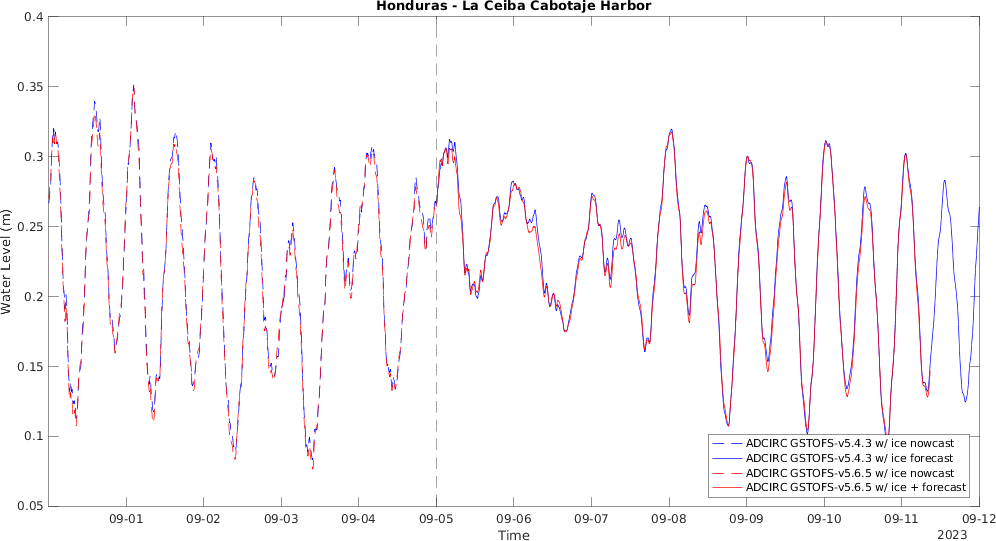 Honduras - La Ceiba Cabotaje Harbor
0.4
0.35
0.3
0.25
0.2
0.15
0.1
0.05
Water Level (m)
ADCIRC GSTOFS-v5.4.3 w/ ice nowcast
ADCIRC GSTOFS-v5.4.3 w/ ice forecast
ADCIRC GSTOFS-v5.6.5 w/ ice nowcast
ADCIRC GSTOFS-v5.6.5 w/ ice + forecast
09-01 09-02 09-03 09-04 09-05 09-06 09-07 09-08 09-09 09-10 09-11 09-12
Time
2023